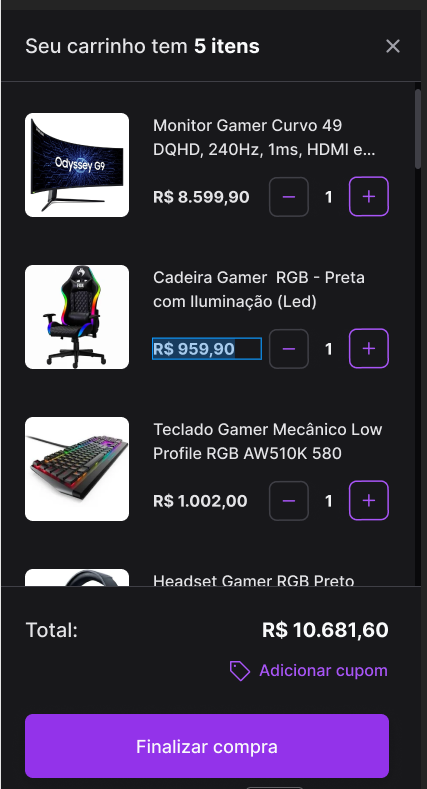 Seu carrinho tem 5 itens
Odyssey G9
Monitor Gamer Curvo 49
DQHD, 240Hz, 1ms, HDMI e...
R$ 8.599,90
1
Cadeira Gamer RGB - Preta
com Iluminação (Led)
R$ 959,90
1
Teclado Gamer Mecânico Low
Profile RGB AW510K 580
R$ 1.002,00
1
Headset Gamer RGB Preto
Total:
R$ 10.681,60
Adicionar cupom
Finalizar compra